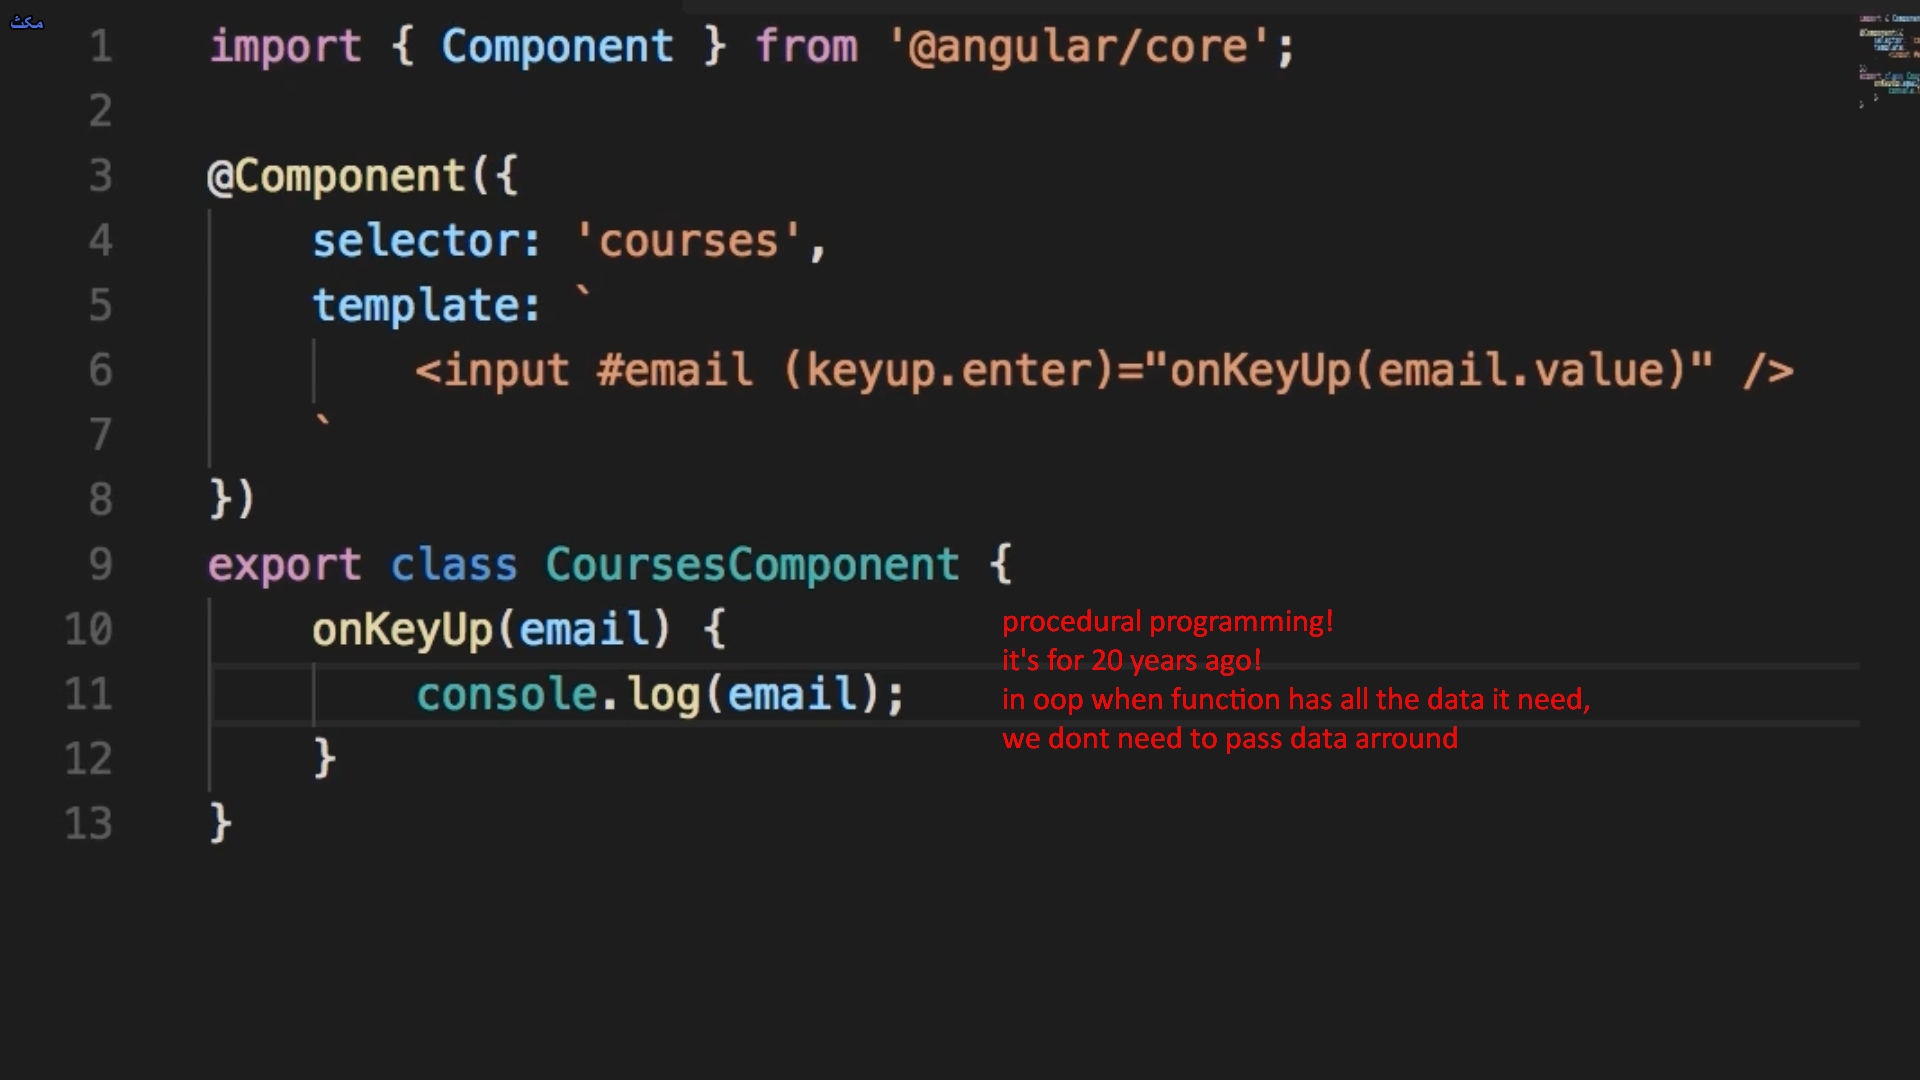 مکث
1 import { Component } from '@angular/core';
2
3 @Component({
4 selector: 'courses',
5 template: `
6 <input #email (keyup.enter)="onKeyUp(email.value)" />
7 `
8 })
9 export class CoursesComponent {
10 onKeyUp(email) {
11 console.log(email);
12 }
13 }
procedural programming!
it's for 20 years ago!
in oop when function has all the data it need,
we dont need to pass data arround